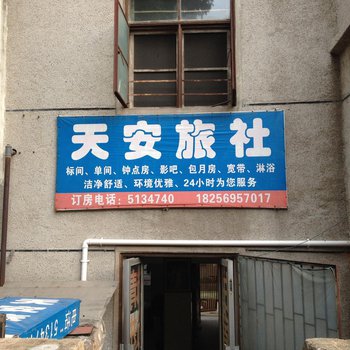 天安旅社
标间、单间、钟点房、影吧、包月房、宽带、淋浴
洁净舒适、环境优雅、24小时为您服务
订房电话：5134740 18256957017